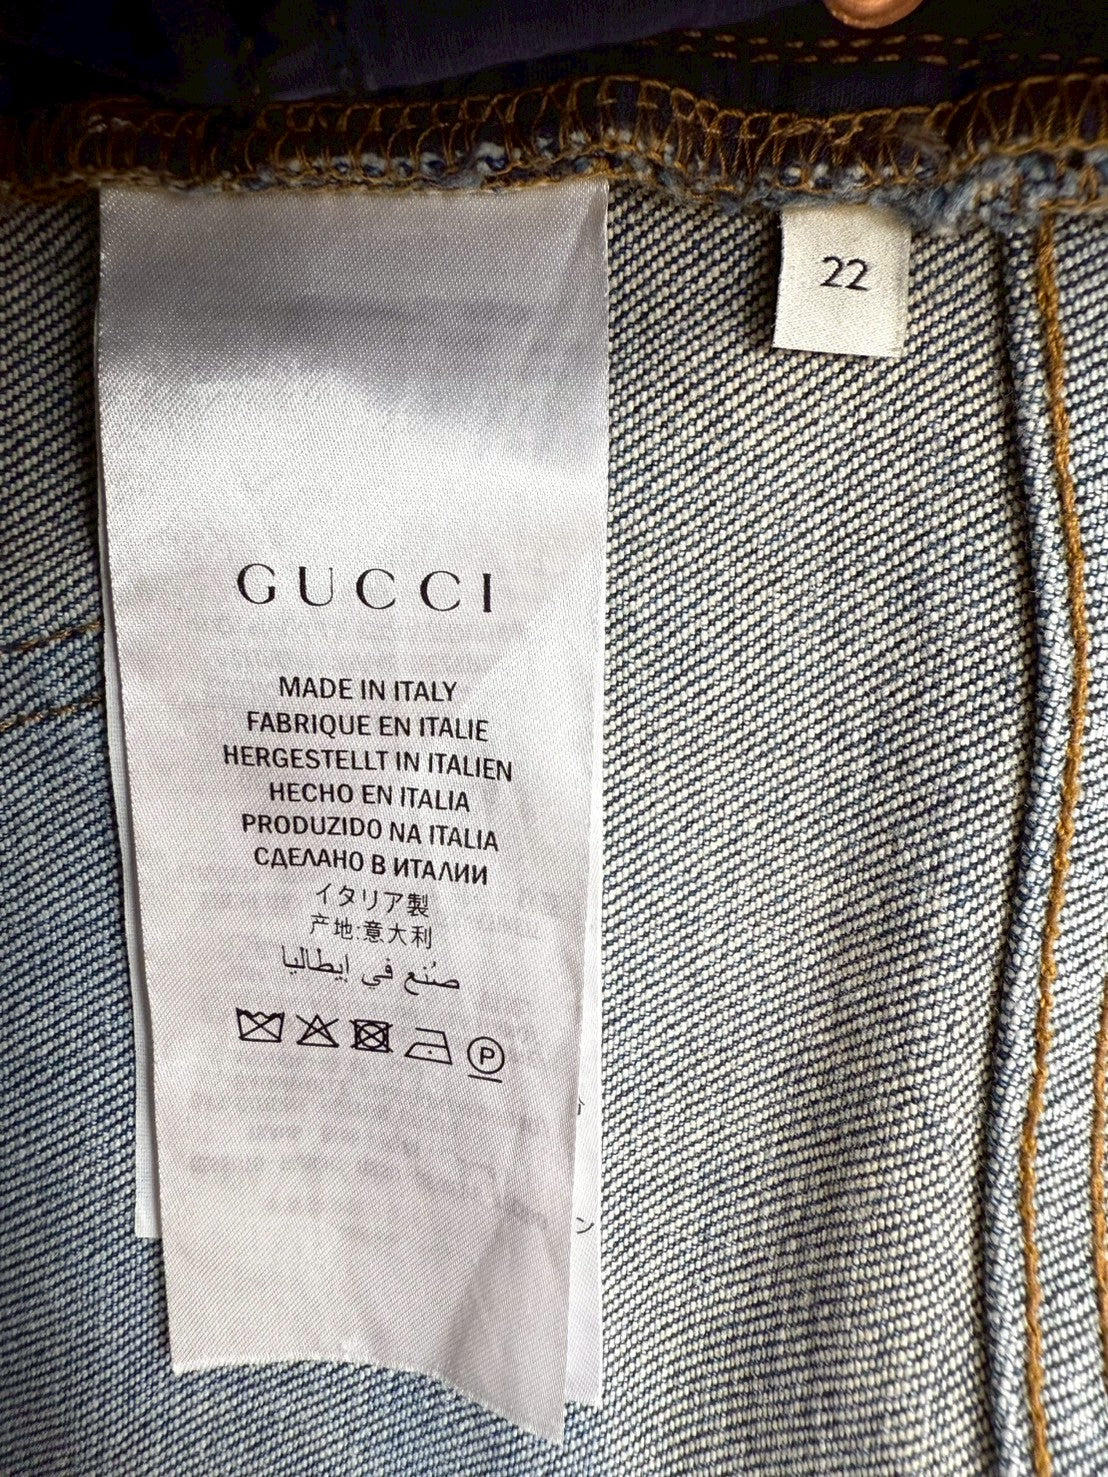 22
GUCCI
MADE IN ITALY
FABRIQUE EN ITALIE
HERGESTELLT IN ITALIEN
HECHO EN ITALIA
PRODUZIDO NA ITALIA
СДЕЛАНО В ИТАЛИИ
イタリア製
产地:意大利
صُنع في إيطاليا
P